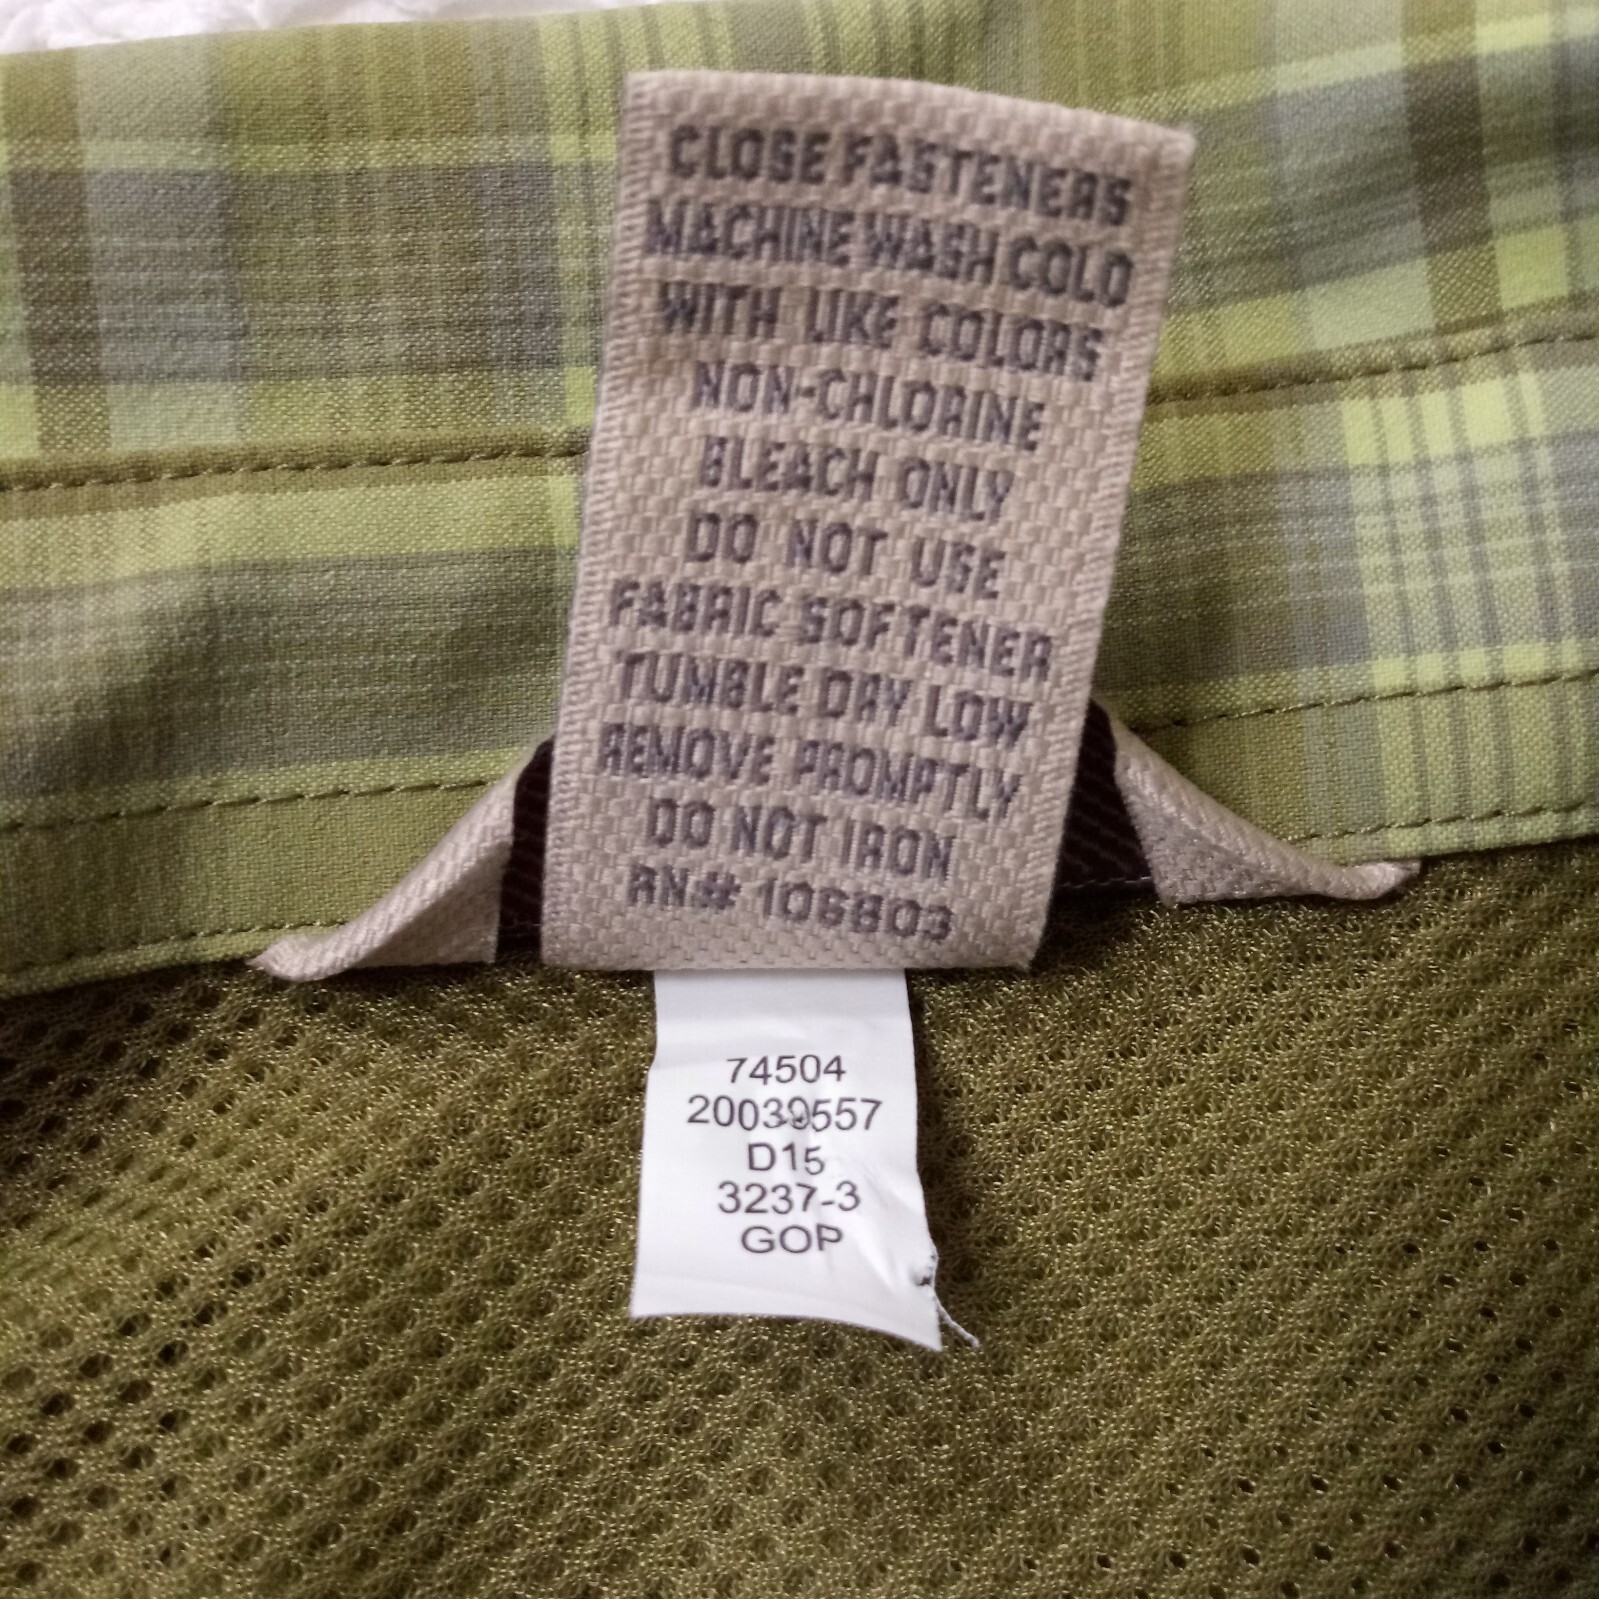 CLOSE FASTENERS
MACHINE WASH COLD
WITH LIKE COLORS
NON-CHLORINE
BLEACH ONLY
DO NOT USE
FABRIC SOFTENER
TUMBLE DRY LOW
REMOVE PROMPTLY
DO NOT IRON
RN# 106803
74504
20039557
D15
3237-3
GOP